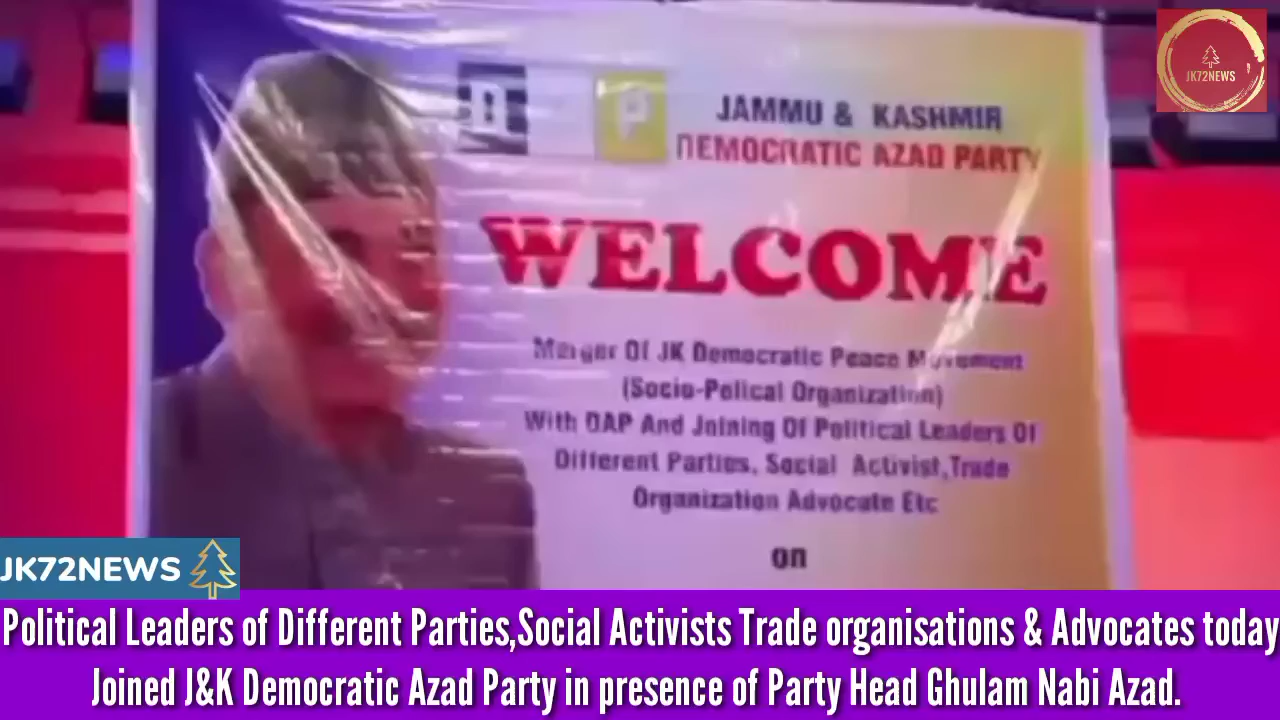 JK72NEWS
D P
JAMMU & KASHMIR
DEMOCRATIC AZAD PARTY
WELCOME
Merger Of JK Democratic Peace Movement
(Socio-Polical Organization)
With DAP And Joining Of Political Leaders Of
Different Parties, Social Activist,Trade
Organization Advocate Etc
on
JK72NEWS
Political Leaders of Different Parties,Social Activists Trade organisations & Advocates today
Joined J&K Democratic Azad Party in presence of Party Head Ghulam Nabi Azad.